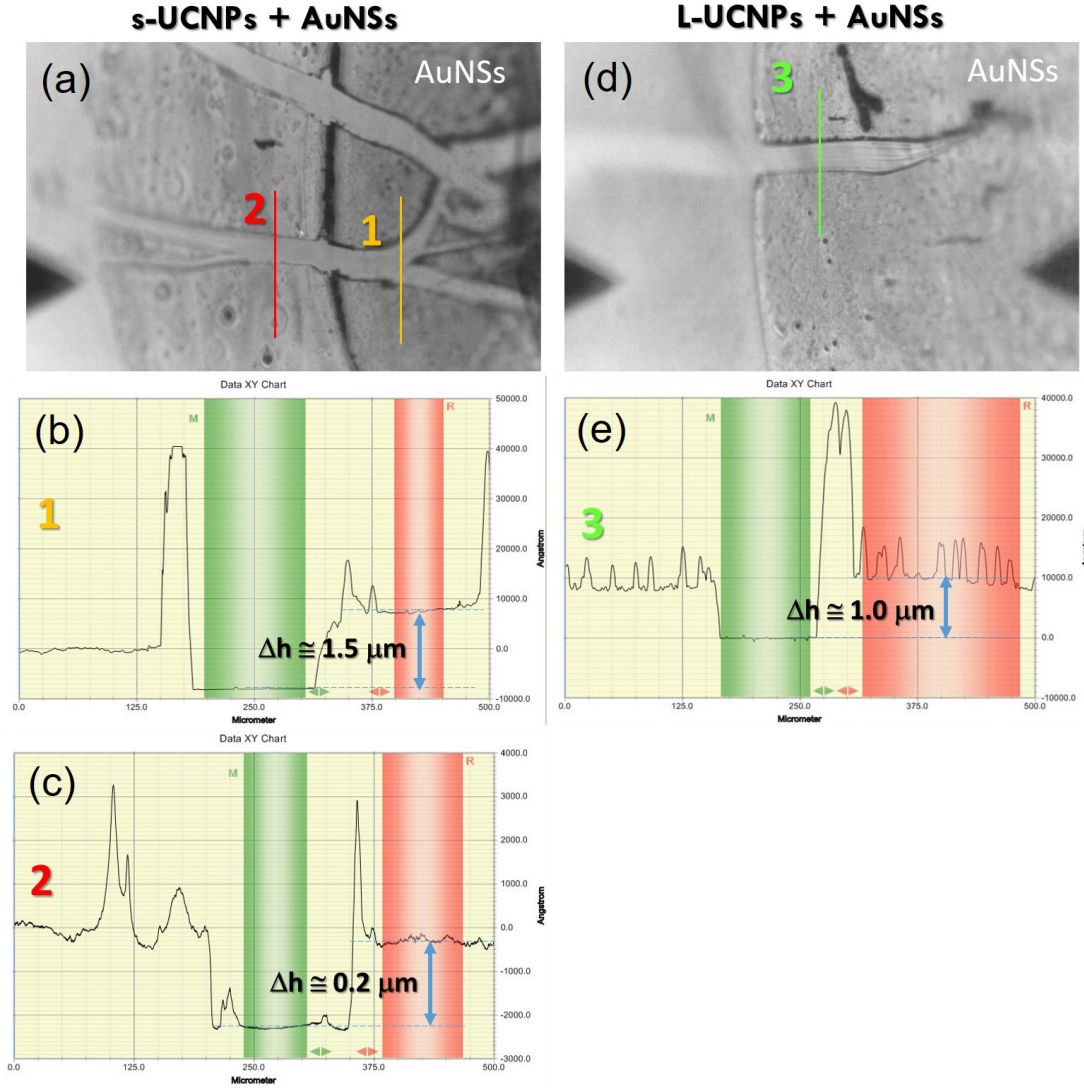 s-UCNPs + AuNSs
L-UCNPs + AuNSs
(a)
AuNSs
2
1
(d)
3
AuNSs
Data XY Chart
(b)
1
M
R
50000.0
40000.0
30000.0
20000.0
10000.0
0.0
-10000.0
Angstrom
Δh ≅ 1.5 μm
0.0
125.0
250.0
375.0
500.0
Micrometer
Data XY Chart
(e)
3
M
R
40000.0
30000.0
20000.0
10000.0
0.0
-10000.0
Δh ≅ 1.0 μm
0.0
125.0
250.0
375.0
500.0
Micrometer
Data XY Chart
(c)
2
M
R
4000.0
3000.0
2000.0
1000.0
0.0
-1000.0
-2000.0
-3000.0
Angstrom
Δh ≅ 0.2 μm
0.0
125.0
250.0
375.0
500.0
Micrometer